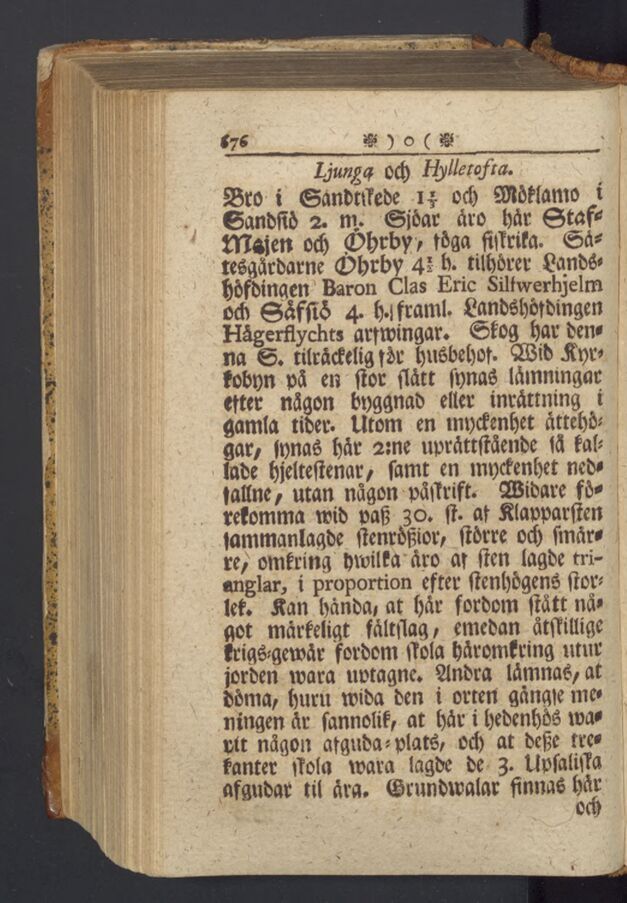 676 ) o (
Ljunga och Hylletofta.
Bro i Sandtskede 1½ och Möklamo i
Sandsiö 2. m. Sjöar äro här Staf-
Majen och Öhrby, föga fiskrika. Sä-
tesgårdarne Öhrby 4½ h. tilhörer Lands-
höfdingen Baron Clas Eric Silfwerhjelm
och Säfsiö 4. h. framl. Landshöfdingen
Hägerflychts arfwingar. Skog har den-
na S. tilräckelig för husbehof. Wid Kyr-
kobyn på en stor slätt synas lämningar
efter någon byggnad eller inrättning i
gamla tider. Utom en myckenhet ättehö-
gar, synas här 2:ne uprättstående så kal-
lade hjeltestenar, samt en myckenhet ned-
fallne, utan någon påskrift. Widare fö-
rekomma wid paß 30. st. af Klapparsten
sammanlagde stenrößior, större och smär-
re, omkring hwilka äro af sten lagde tri-
anglar, i proportion efter stenhögens stor-
lek. Kan hända, at här fordom stått nå-
got märkeligt fältslag, emedan åtskillige
krigs-gewär fordom skola häromkring utur
jorden wara uptagne. Andra lämnas, at
döma, huru wida den i orten gängse me-
ningen är sannolik, at här i hedenhös wa-
rit någon afguda-plats, och at deße tre-
kanter skola wara lagde de 3. Upsaliska
afgudar til ära. Grundwalar finnas här
och